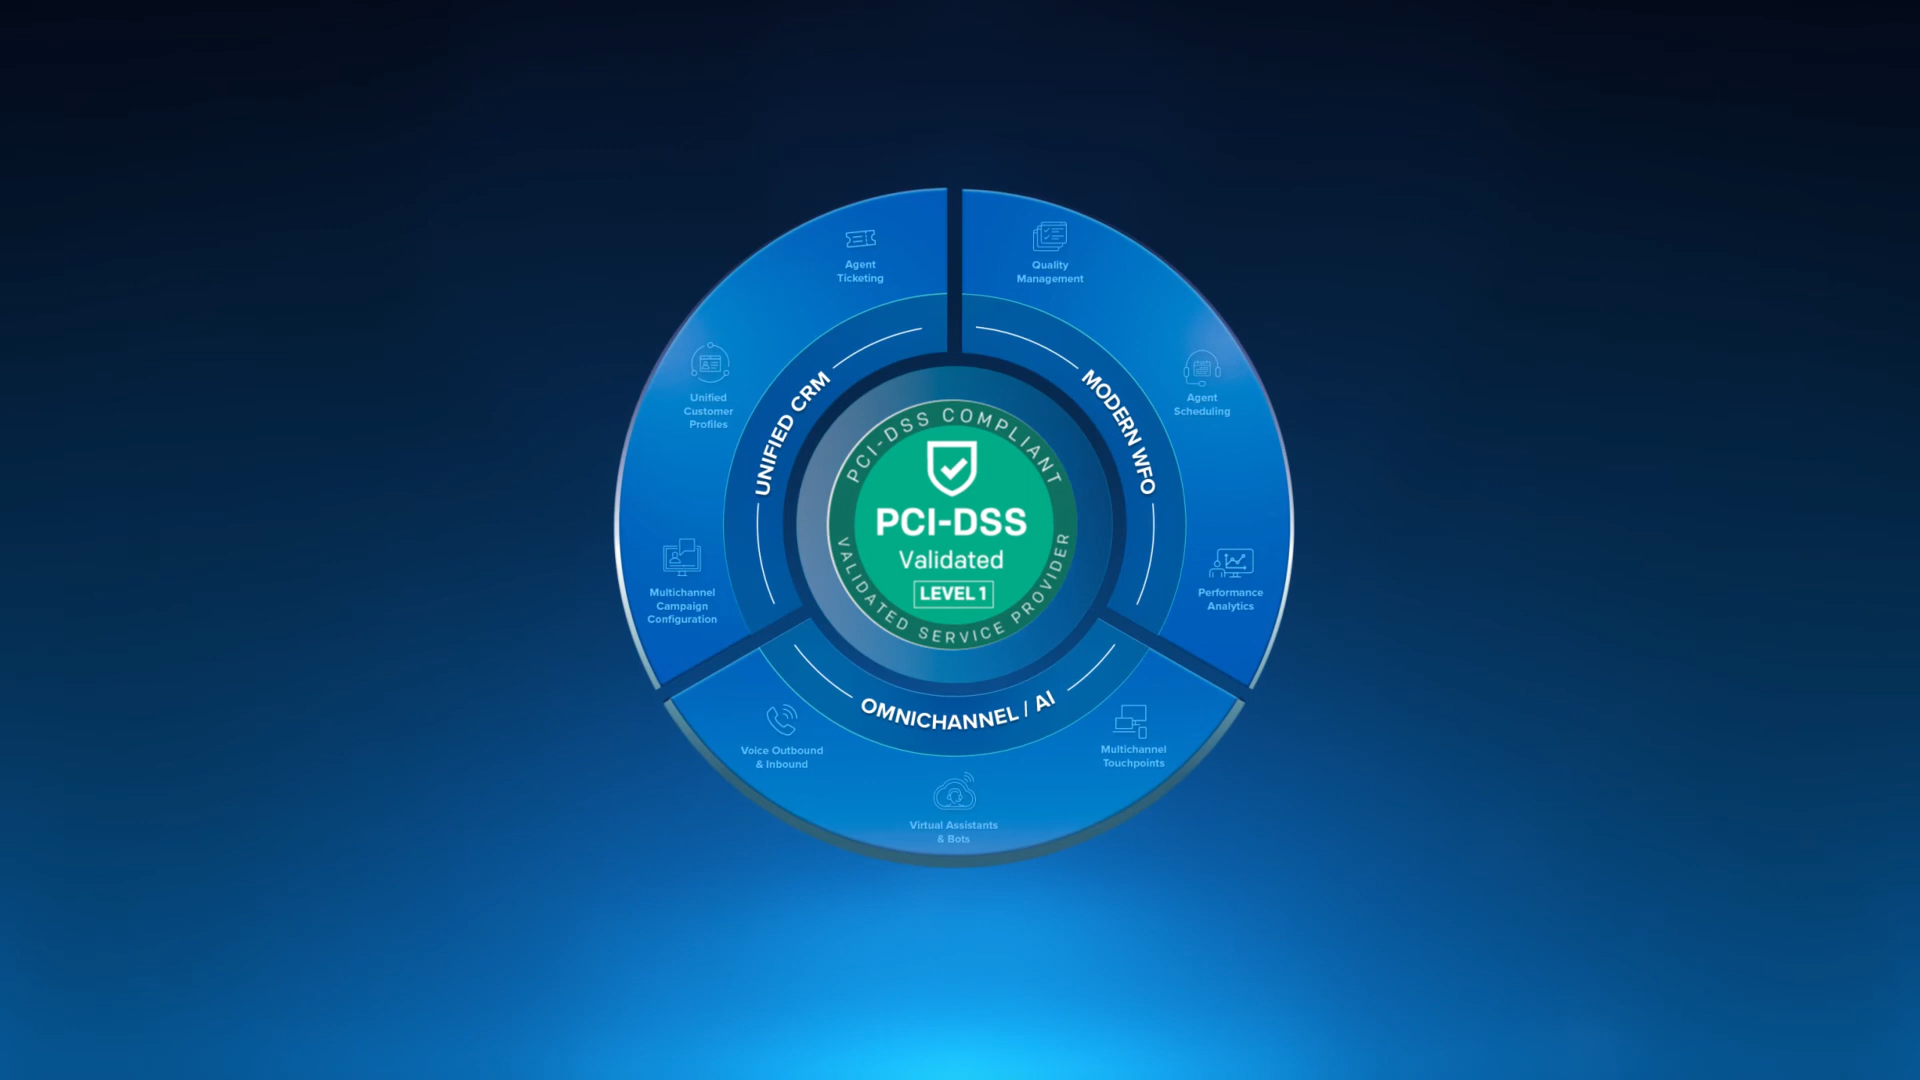 Agent
Ticketing
Quality
Management
Unified
Customer
Profiles
Agent
Scheduling
UNIFIED CRM
MODERN WFO
PCI-DSS COMPLIANT
PCI-DSS
Validated
LEVEL 1
VALIDATED SERVICE PROVIDER
Multichannel
Campaign
Configuration
Performance
Analytics
OMNICHANNEL / AI
Voice Outbound
& Inbound
Multichannel
Touchpoints
Virtual Assistants
& Bots